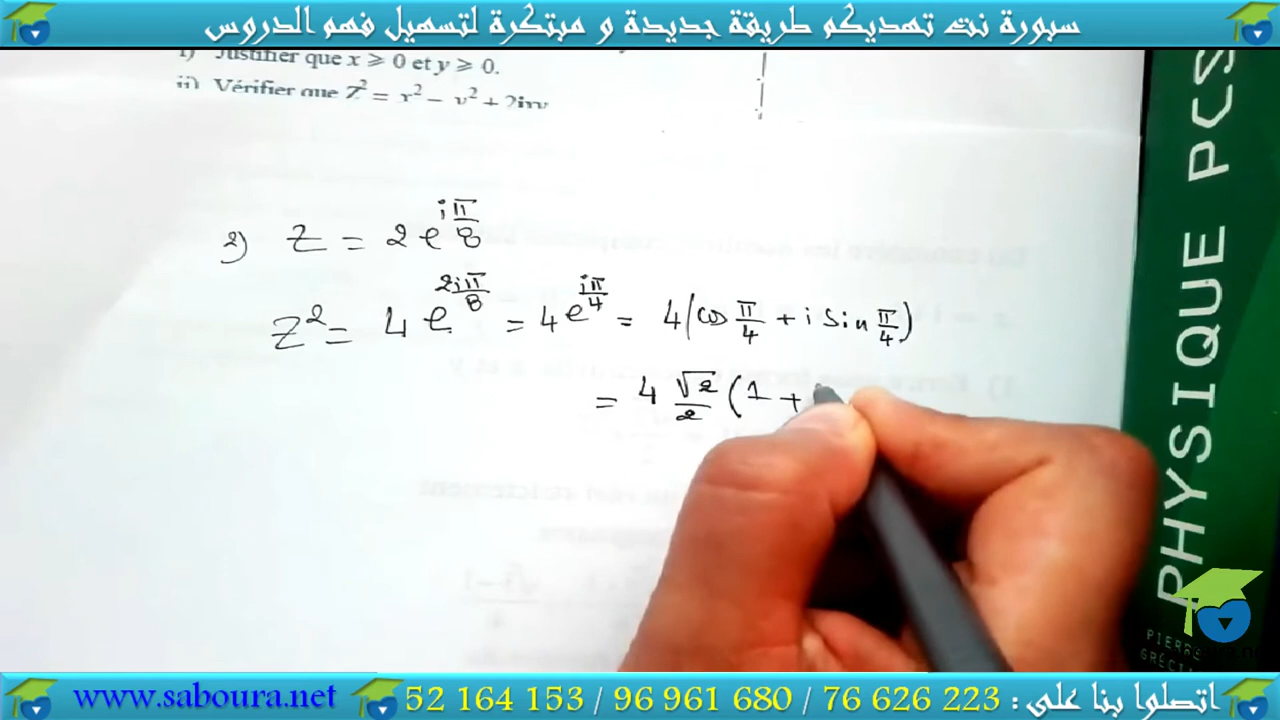 سبورة نت تهديكم طريقة جديدة و مبتكرة لتسهيل فهم الدروس
i) Justifier que x ⩾ 0 et y ⩾ 0.
ii) Vérifier que Z² = x² − y² + 2ixy
2) Z = 2e^{iπ/8}
Z² = 4e^{2iπ/8} = 4e^{iπ/4} = 4(cos π/4 + i sin π/4)
= 4 √2/2 (1 +
PHYSIQUE PCS
PIERRE
GRÉCI
www.saboura.net
52 164 153 / 96 961 680 / 76 626 223 : اتصلوا بنا على